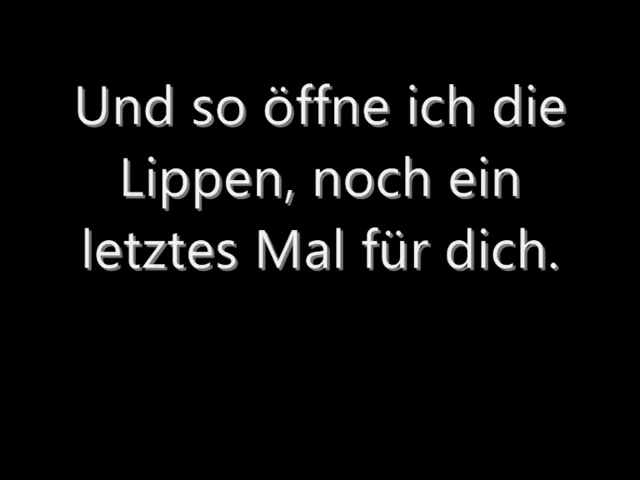 Und so öffne ich die
Lippen, noch ein
letztes Mal für dich.